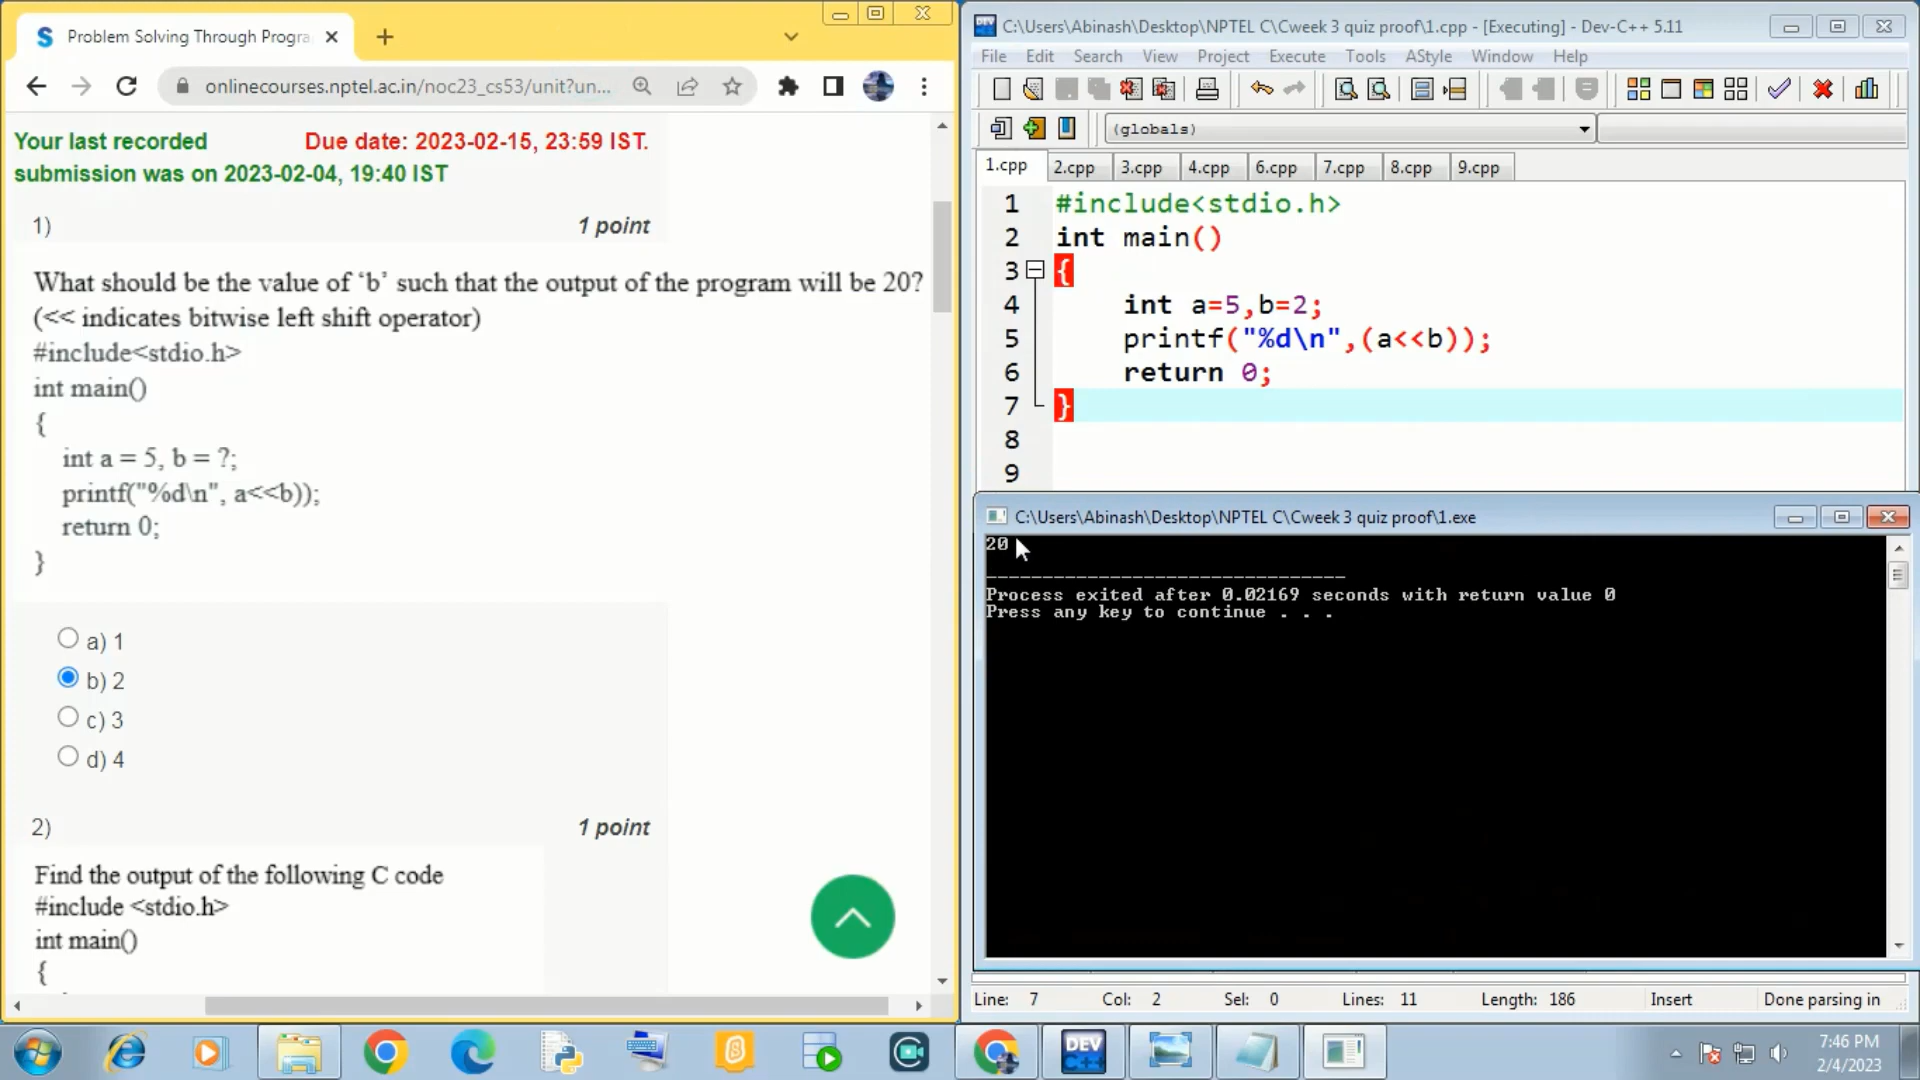 Problem Solving Through Progra
onlinecourses.nptel.ac.in/noc23_cs53/unit?un...
Your last recorded
submission was on 2023-02-04, 19:40 IST
Due date: 2023-02-15, 23:59 IST.
1)
1 point
What should be the value of ‘b’ such that the output of the program will be 20?
(<< indicates bitwise left shift operator)
#include<stdio.h>
int main()
{
int a = 5, b = ?;
printf("%d\n", a<<b));
return 0;
}
a) 1
b) 2
c) 3
d) 4
2)
1 point
Find the output of the following C code
#include <stdio.h>
int main()
{
C:\Users\Abinash\Desktop\NPTEL C\Cweek 3 quiz proof\1.cpp - [Executing] - Dev-C++ 5.11
File Edit Search View Project Execute Tools AStyle Window Help
(globals)
1.cpp 2.cpp 3.cpp 4.cpp 6.cpp 7.cpp 8.cpp 9.cpp
1 #include<stdio.h>
2 int main()
3 {
4 int a=5,b=2;
5 printf("%d\n",(a<<b));
6 return 0;
7 }
8
9
C:\Users\Abinash\Desktop\NPTEL C\Cweek 3 quiz proof\1.exe
20
--------------------------------
Process exited after 0.02169 seconds with return value 0
Press any key to continue . . .
Line: 7 Col: 2 Sel: 0 Lines: 11 Length: 186 Insert Done parsing in
DEV C++
7:46 PM
2/4/2023